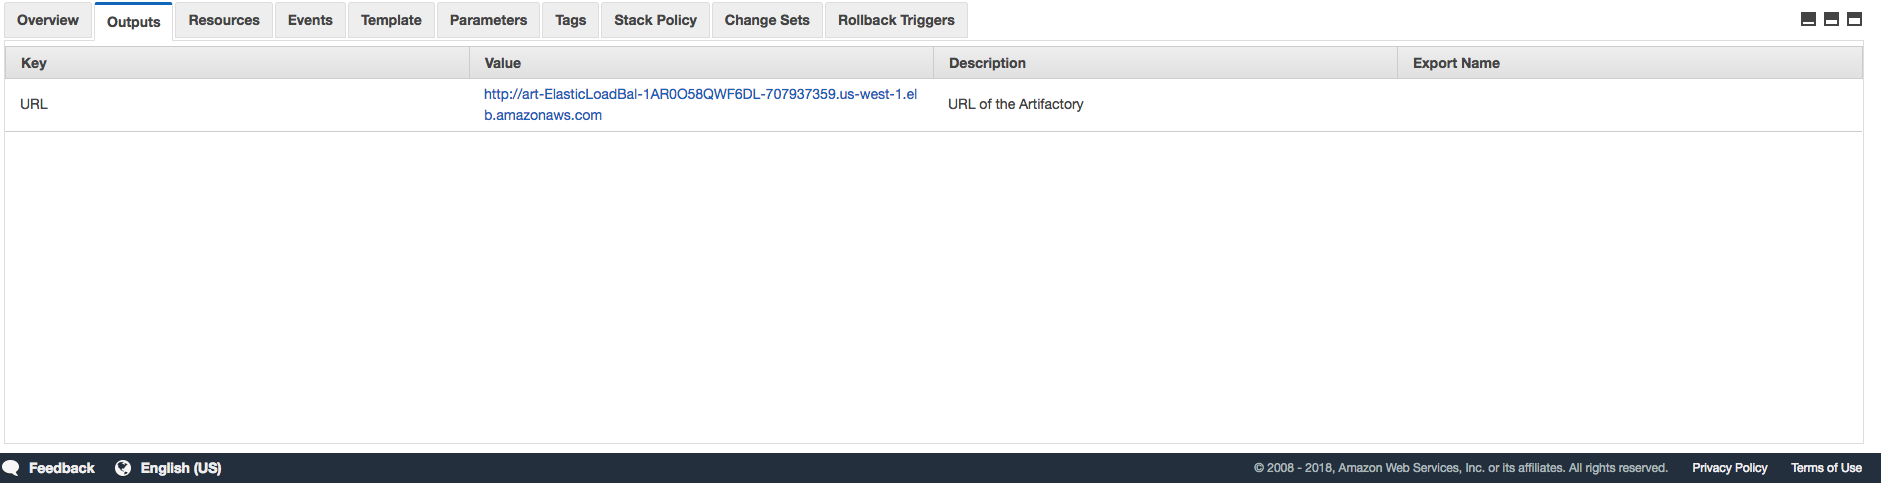 Overview Outputs Resources Events Template Parameters Tags Stack Policy Change Sets Rollback Triggers
Key Value Description Export Name
URL http://art-ElasticLoadBal-1AR0O58QWF6DL-707937359.us-west-1.el
b.amazonaws.com URL of the Artifactory
Feedback English (US) © 2008 - 2018, Amazon Web Services, Inc. or its affiliates. All rights reserved. Privacy Policy Terms of Use